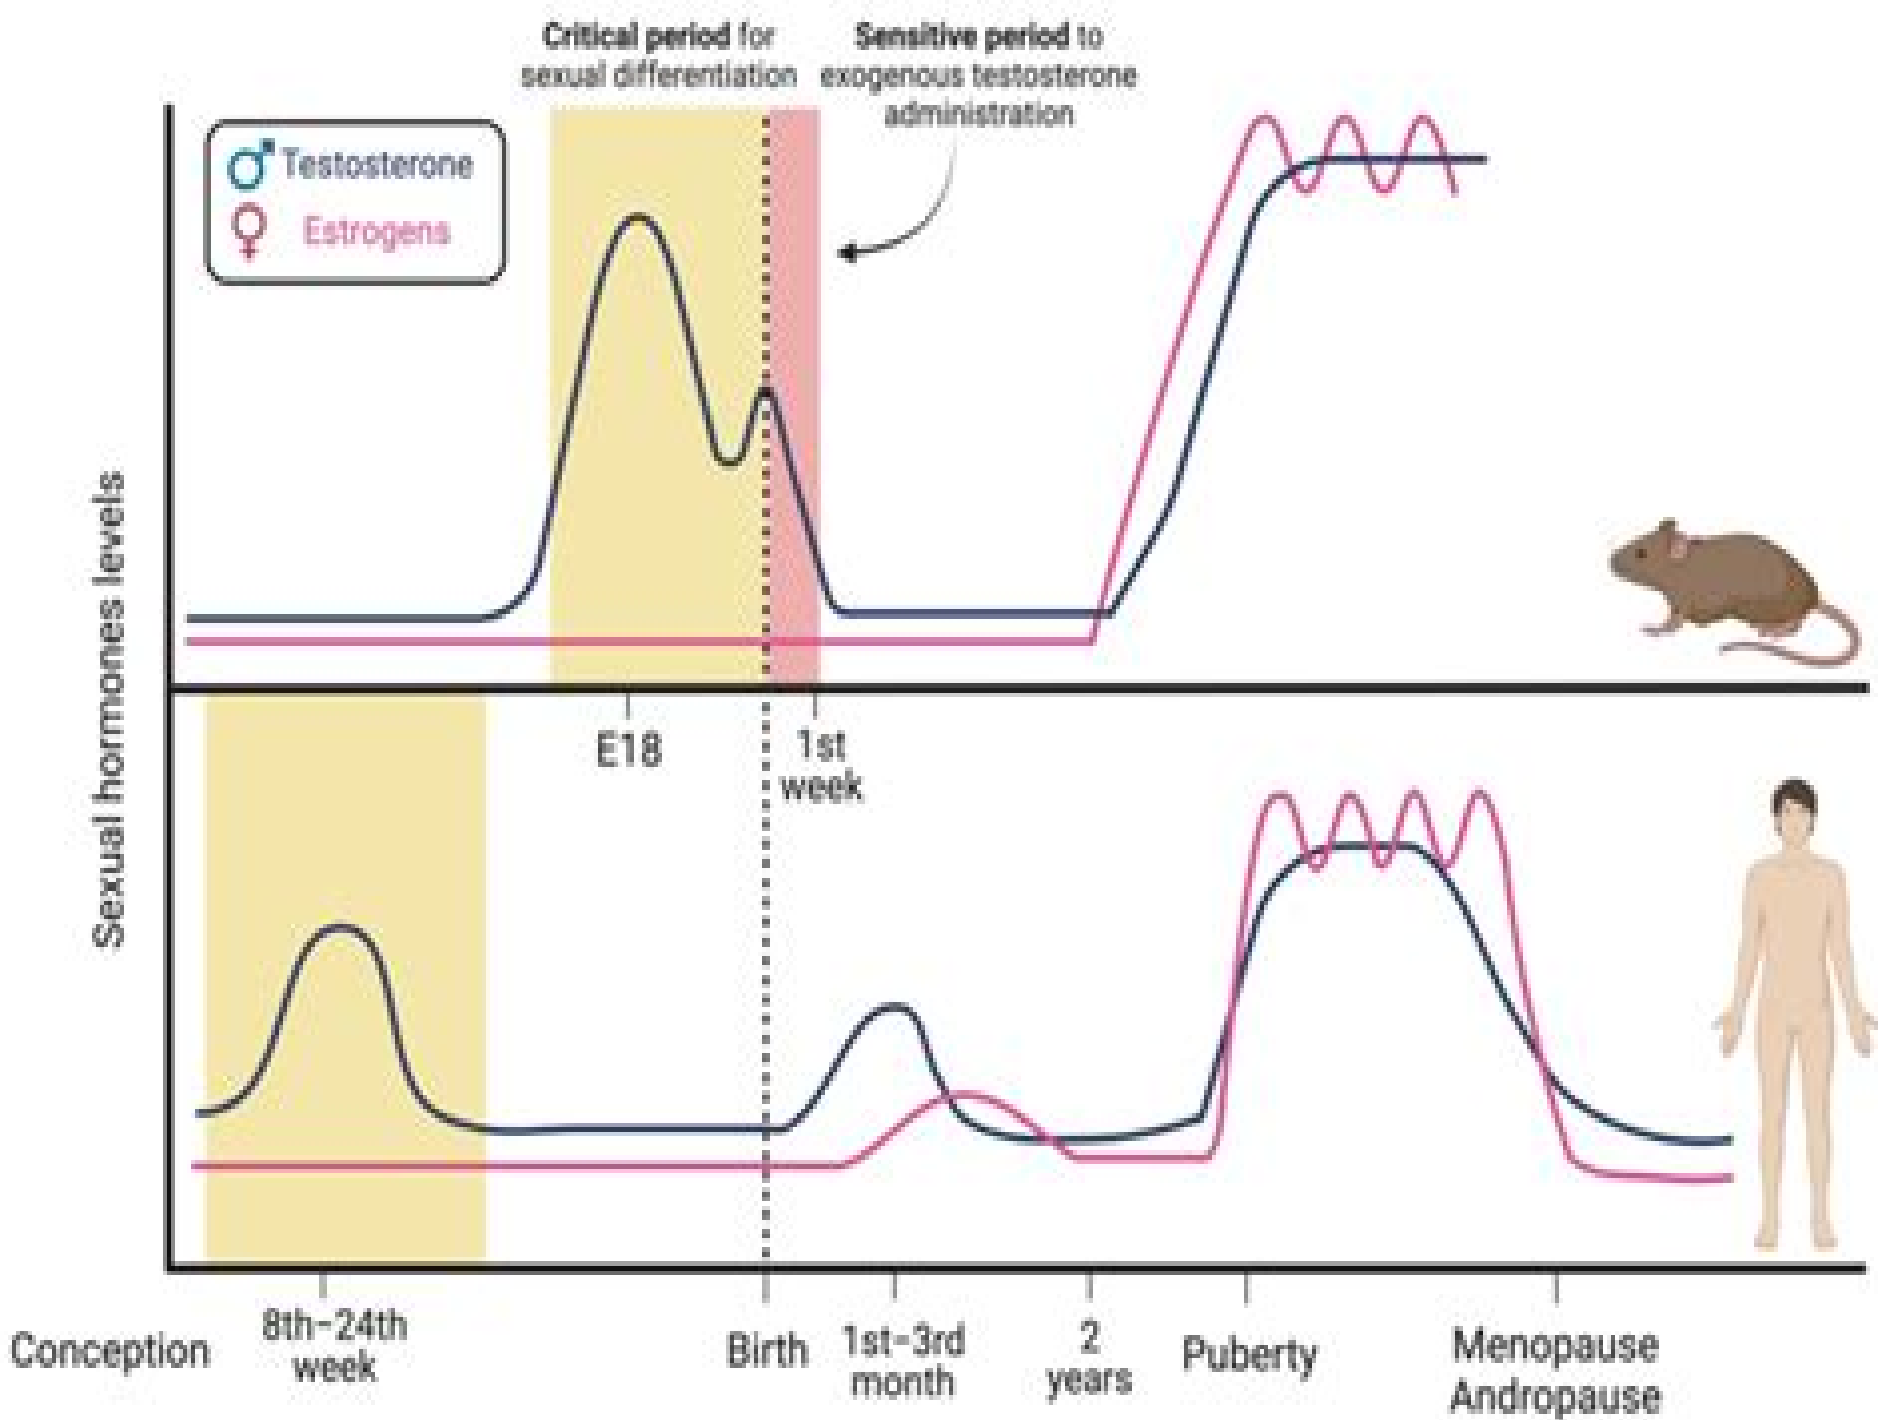 Critical period for
sexual differentiation
Sensitive period to
exogenous testosterone
administration
Testosterone
Estrogens
Sexual hormones levels
E18
1st
week
Conception
8th-24th
week
Birth
1st-3rd
month
2
years
Puberty
Menopause
Andropause